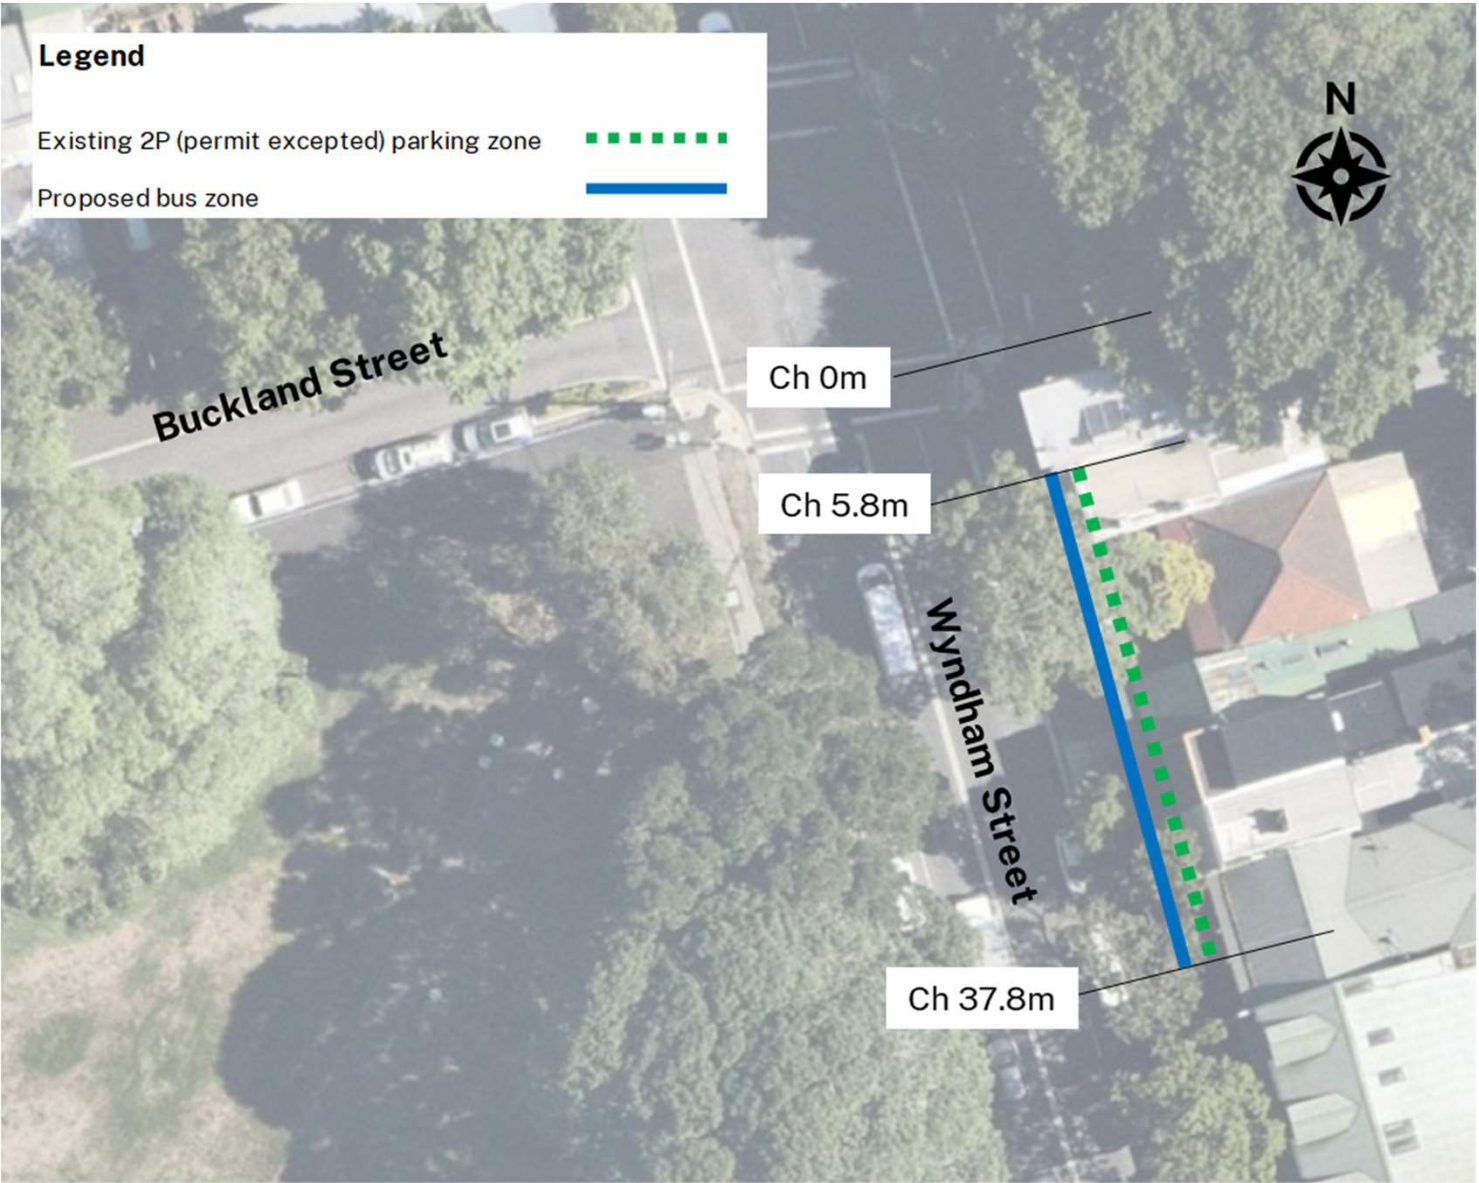 Legend
Existing 2P (permit excepted) parking zone
Proposed bus zone
N
Buckland Street
Ch 0m
Ch 5.8m
Wyndham Street
Ch 37.8m